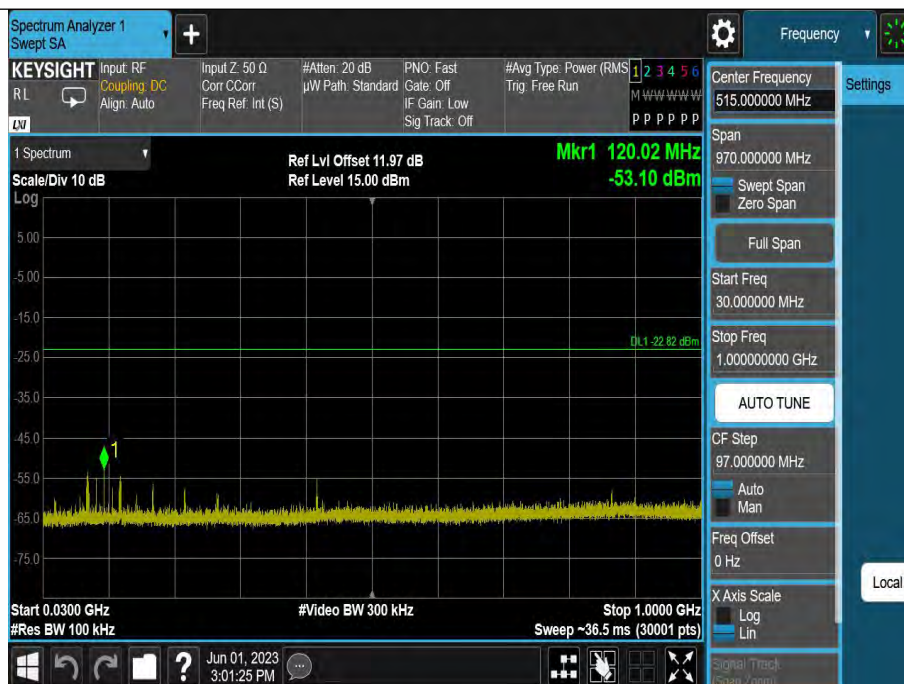 Spectrum Analyzer 1
Swept SA
+
Frequency
KEYSIGHT
RL
LXI
Input: RF
Coupling: DC
Align: Auto
Input Z: 50 Ω
Corr CCorr
Freq Ref: Int (S)
#Atten: 20 dB
µW Path: Standard
PNO: Fast
Gate: Off
IF Gain: Low
Sig Track: Off
#Avg Type: Power (RMS
Trig: Free Run
1 2 3 4 5 6
M W W W W W
P P P P P P
1 Spectrum
Scale/Div 10 dB
Log
Ref Lvl Offset 11.97 dB
Ref Level 15.00 dBm
Mkr1 120.02 MHz
-53.10 dBm
5.00
-5.00
-15.0
DL1 -22.82 dBm
-25.0
-35.0
-45.0
1
-55.0
-65.0
-75.0
Start 0.0300 GHz
#Res BW 100 kHz
#Video BW 300 kHz
Stop 1.0000 GHz
Sweep ~36.5 ms (30001 pts)
Jun 01, 2023
3:01:25 PM
?
Center Frequency
515.000000 MHz
Span
970.000000 MHz
Swept Span
Zero Span
Full Span
Start Freq
30.000000 MHz
Stop Freq
1.000000000 GHz
AUTO TUNE
CF Step
97.000000 MHz
Auto
Man
Freq Offset
0 Hz
X Axis Scale
Log
Lin
Signal Track
(Span Zoom)
Settings
Local